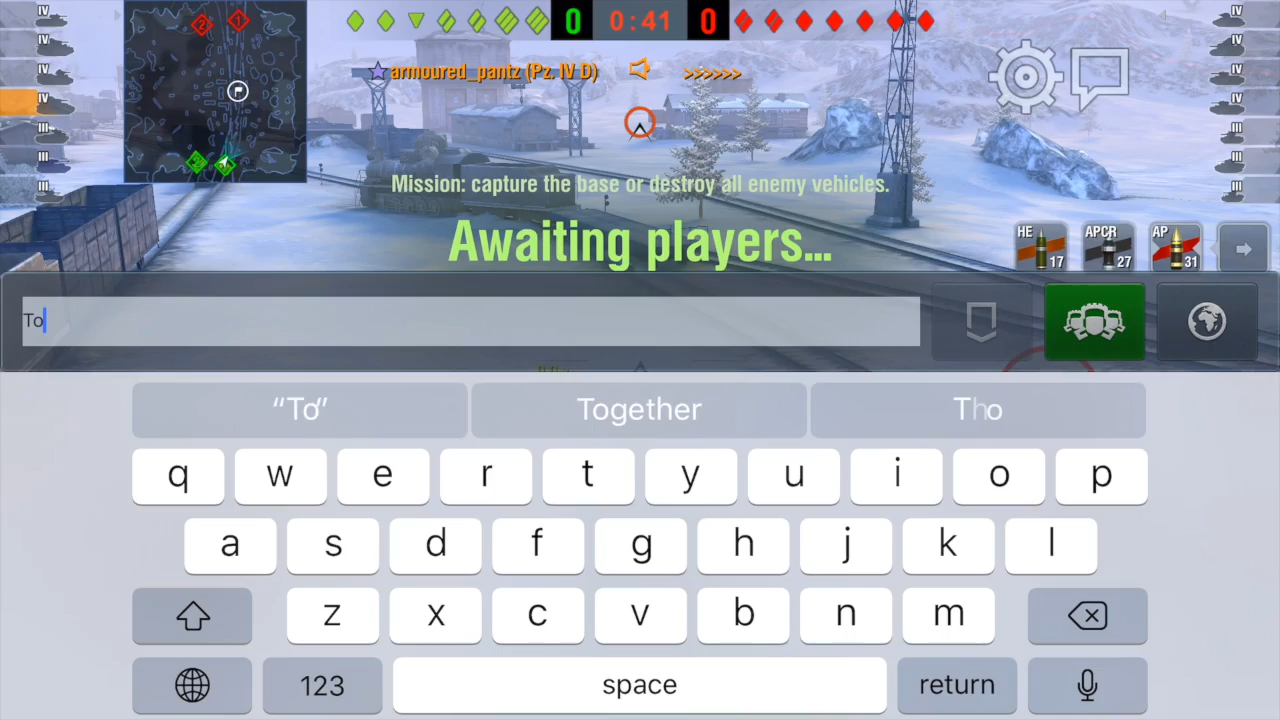 IV
IV
IV
IV
III
III
III
2
1
0
0:41
0
armoured_pantz (Pz. IV D)
>>>>>>
IV
IV
IV
IV
III
III
III
Mission: capture the base or destroy all enemy vehicles.
Awaiting players...
HE
17
APCR
27
AP
31
To
“To”
Together
Tho
q w e r t y u i o p
a s d f g h j k l
z x c v b n m
123
space
return